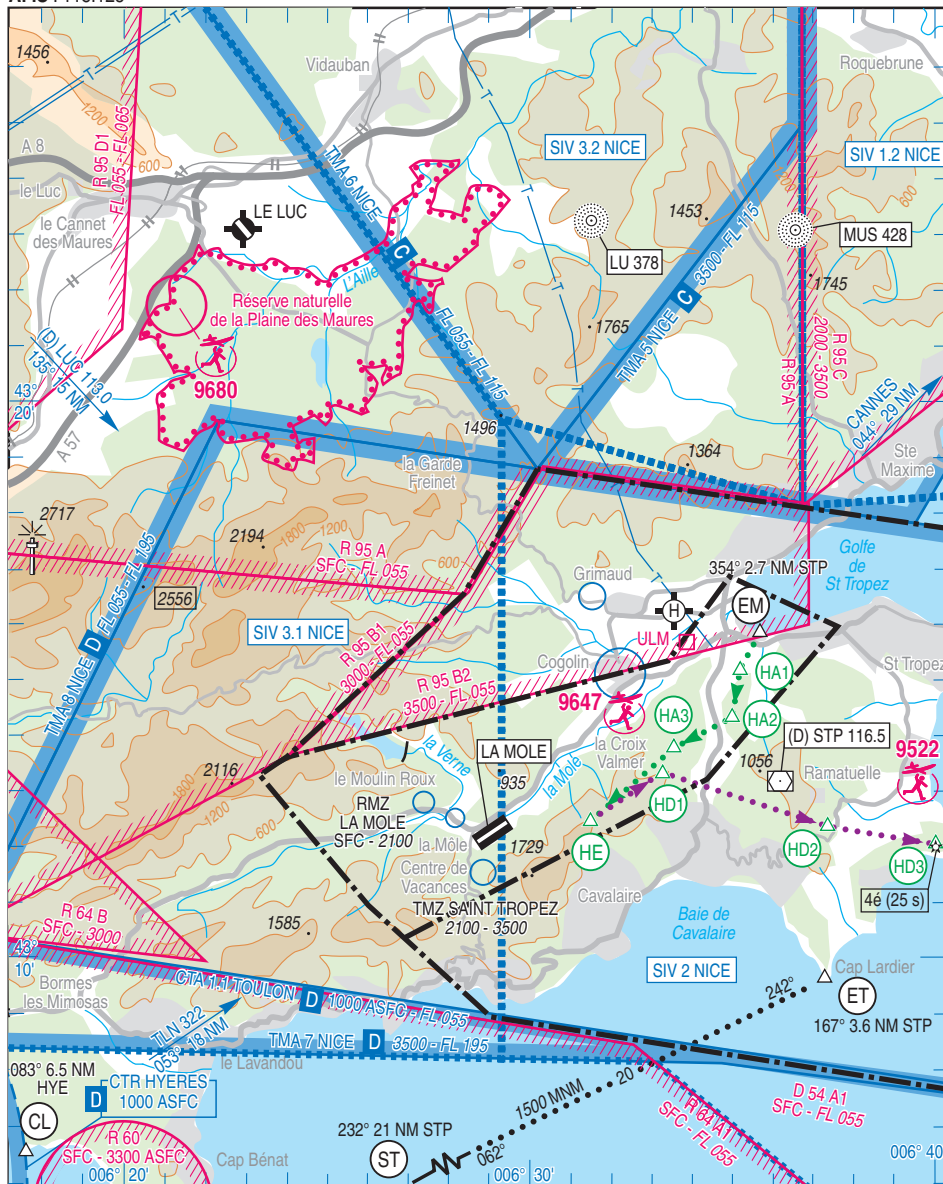 1456
Vidauban
Roquebrune
A 8
R 95 D1
FL 055 - FL 065
le Luc
le Cannet
des Maures
LE LUC
TMA 6 NICE
C
FL 055 - FL 115
SIV 3.2 NICE
SIV 1.2 NICE
600
1200
600
1453
LU 378
MUS 428
1745
1765
TMA 5 NICE C 3500 - FL 115
L'Aille
Réserve naturelle
de la Plaine des Maures
9680
(D) LUC 113.0
135° 15 NM
43°
20'
A 57
R 95 A
R 95 C
2000 - 3500
CANNES
044° 29 NM
Ste
Maxime
1496
1364
la Garde
Freinet
2717
2194
1800
1200
600
R 95 A
SFC - FL 055
2556
TMA 8 NICE D FL 055 - FL 195
SIV 3.1 NICE
R 95 B1
3000 - FL 055
R 95 B2
3500 - FL 055
Grimaud
354° 2.7 NM STP
EM
H
ULM
Golfe
de
St Tropez
St Tropez
Cogolin
9647
HA1
HA2
HA3
la Croix
Valmer
(D) STP 116.5
1056
Ramatuelle
9522
2116
1800
1200
600
la Verne
LA MOLE
935
la Mole
le Moulin Roux
RMZ
LA MOLE
SFC - 2100
la Môle
Centre de
Vacances
1729
HE
HD1
HD2
HD3
4é (25 s)
Cavalaire
TMZ SAINT TROPEZ
2100 - 3500
1585
R 64 B
SFC - 3000
Baie de
Cavalaire
43°
10'
SIV 2 NICE
Cap Lardier
ET
167° 3.6 NM STP
Bormes
les Mimosas
CTA 1.1 TOULON D 1000 ASFC - FL 055
TLN 322
053° 18 NM
TMA 7 NICE D 3500 - FL 195
le Lavandou
242°
20
1500 MNM
062°
083° 6.5 NM
HYE
CL
D
CTR HYERES
1000 ASFC
R 60
SFC - 3300 ASFC
Cap Bénat
232° 21 NM STP
ST
R 64 A1
SFC - FL 055
D 54 A1
SFC - FL 055
006° 20'
006° 30'
006° 40'